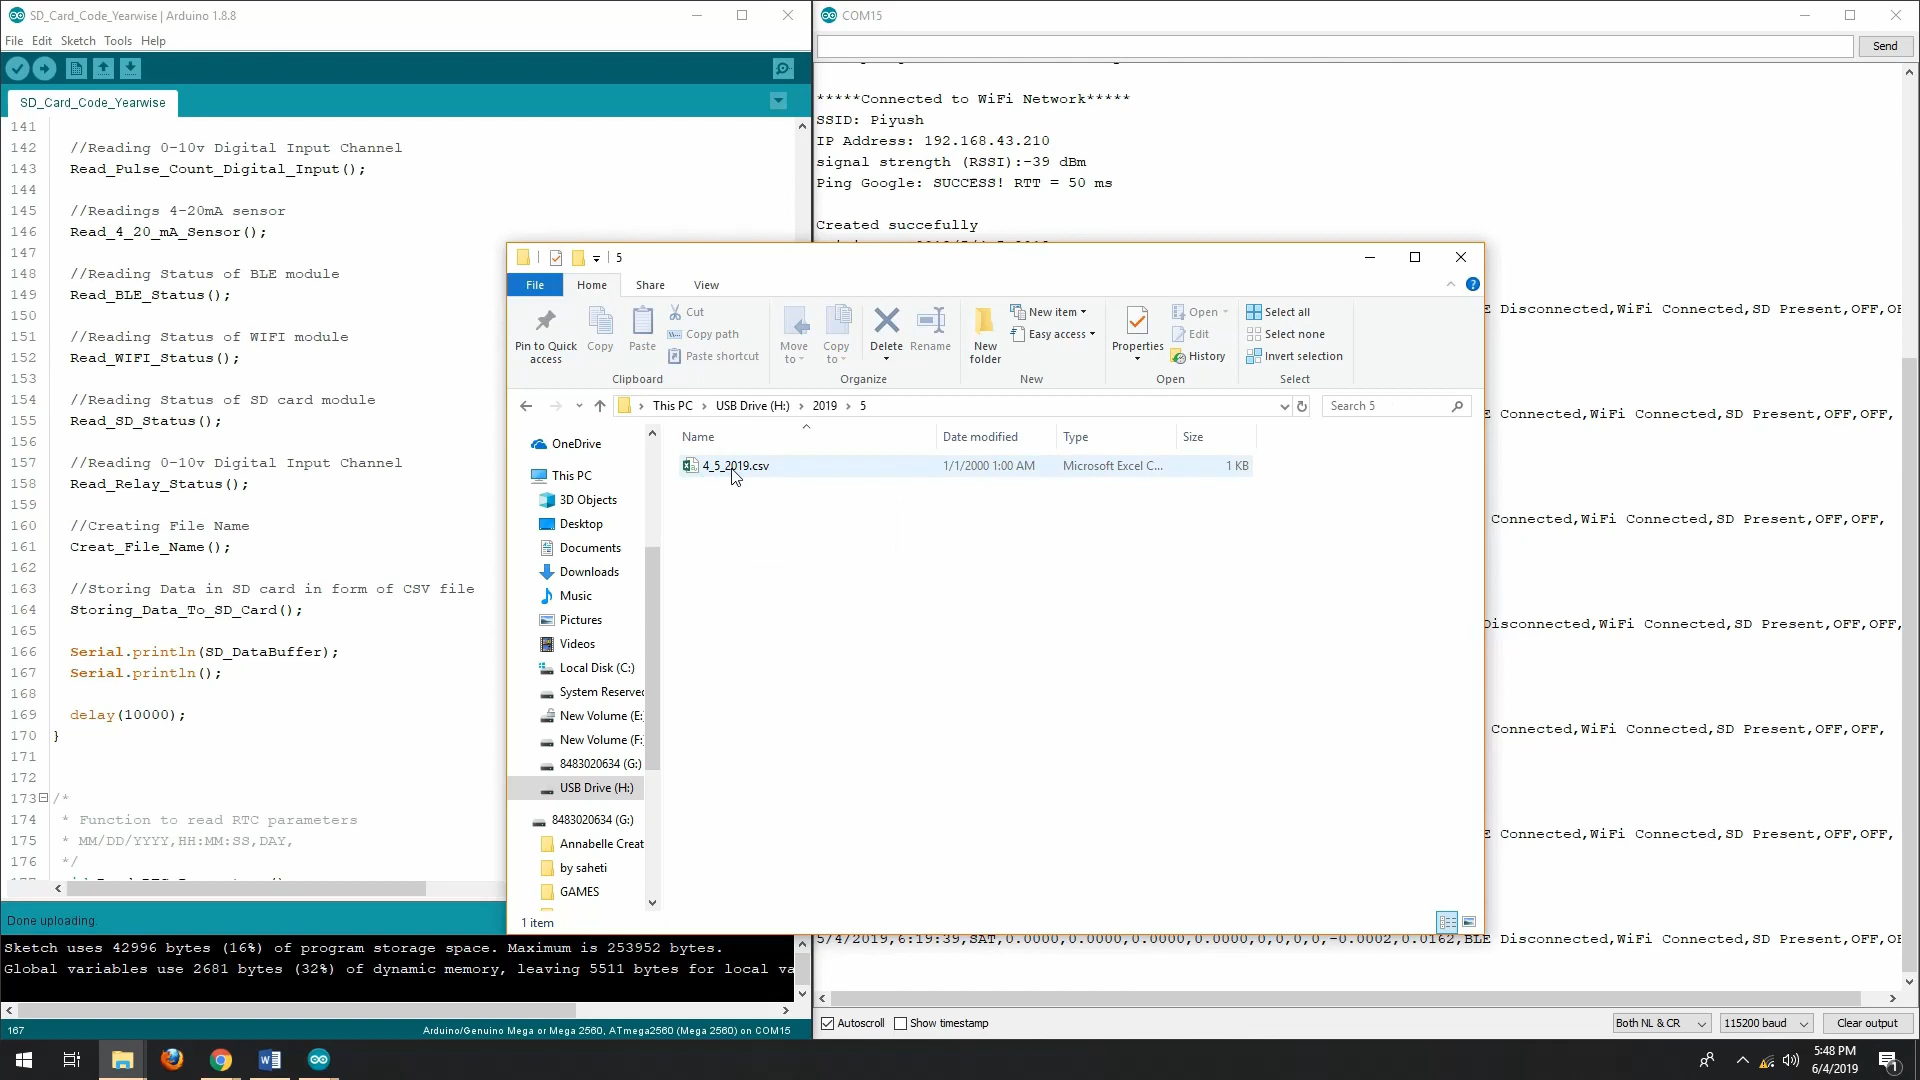 SD_Card_Code_Yearwise | Arduino 1.8.8
File Edit Sketch Tools Help
SD_Card_Code_Yearwise
141
142 //Reading 0-10v Digital Input Channel
143 Read_Pulse_Count_Digital_Input();
144
145 //Readings 4-20mA sensor
146 Read_4_20_mA_Sensor();
147
148 //Reading Status of BLE module
149 Read_BLE_Status();
150
151 //Reading Status of WIFI module
152 Read_WIFI_Status();
153
154 //Reading Status of SD card module
155 Read_SD_Status();
156
157 //Reading 0-10v Digital Input Channel
158 Read_Relay_Status();
159
160 //Creating File Name
161 Creat_File_Name();
162
163 //Storing Data in SD card in form of CSV file
164 Storing_Data_To_SD_Card();
165
166 Serial.println(SD_DataBuffer);
167 Serial.println();
168
169 delay(10000);
170 }
171
172
173 /*
174 * Function to read RTC parameters
175 * MM/DD/YYYY,HH:MM:SS,DAY,
176 */
Done uploading.
Sketch uses 42996 bytes (16%) of program storage space. Maximum is 253952 bytes.
Global variables use 2681 bytes (32%) of dynamic memory, leaving 5511 bytes for local va
167 Arduino/Genuino Mega or Mega 2560, ATmega2560 (Mega 2560) on COM15
COM15
Send
*****Connected to WiFi Network*****
SSID: Piyush
IP Address: 192.168.43.210
signal strength (RSSI):-39 dBm
Ping Google: SUCCESS! RTT = 50 ms
Created succefully
E Disconnected,WiFi Connected,SD Present,OFF,OF
E Connected,WiFi Connected,SD Present,OFF,OFF,
Connected,WiFi Connected,SD Present,OFF,OFF,
Disconnected,WiFi Connected,SD Present,OFF,OFF,
Connected,WiFi Connected,SD Present,OFF,OFF,
E Connected,WiFi Connected,SD Present,OFF,OFF,
5/4/2019,6:19:39,SAT,0.0000,0.0000,0.0000,0.0000,0,0,0,0,-0.0002,0.0162,BLE Disconnected,WiFi Connected,SD Present,OFF,OF
Autoscroll Show timestamp Both NL & CR 115200 baud Clear output
5
File Home Share View
Pin to Quick access
Copy
Paste
Cut
Copy path
Paste shortcut
Clipboard
Move to
Copy to
Delete
Rename
Organize
New folder
New item
Easy access
New
Properties
Open
Edit
History
Open
Select all
Select none
Invert selection
Select
This PC > USB Drive (H:) > 2019 > 5
Search 5
Name Date modified Type Size
4_5_2019.csv 1/1/2000 1:00 AM Microsoft Excel C... 1 KB
OneDrive
This PC
3D Objects
Desktop
Documents
Downloads
Music
Pictures
Videos
Local Disk (C:)
System Reserved
New Volume (E:
New Volume (F:
8483020634 (G:)
USB Drive (H:)
8483020634 (G:)
Annabelle Creat
by saheti
GAMES
1 item
5:48 PM
6/4/2019
1